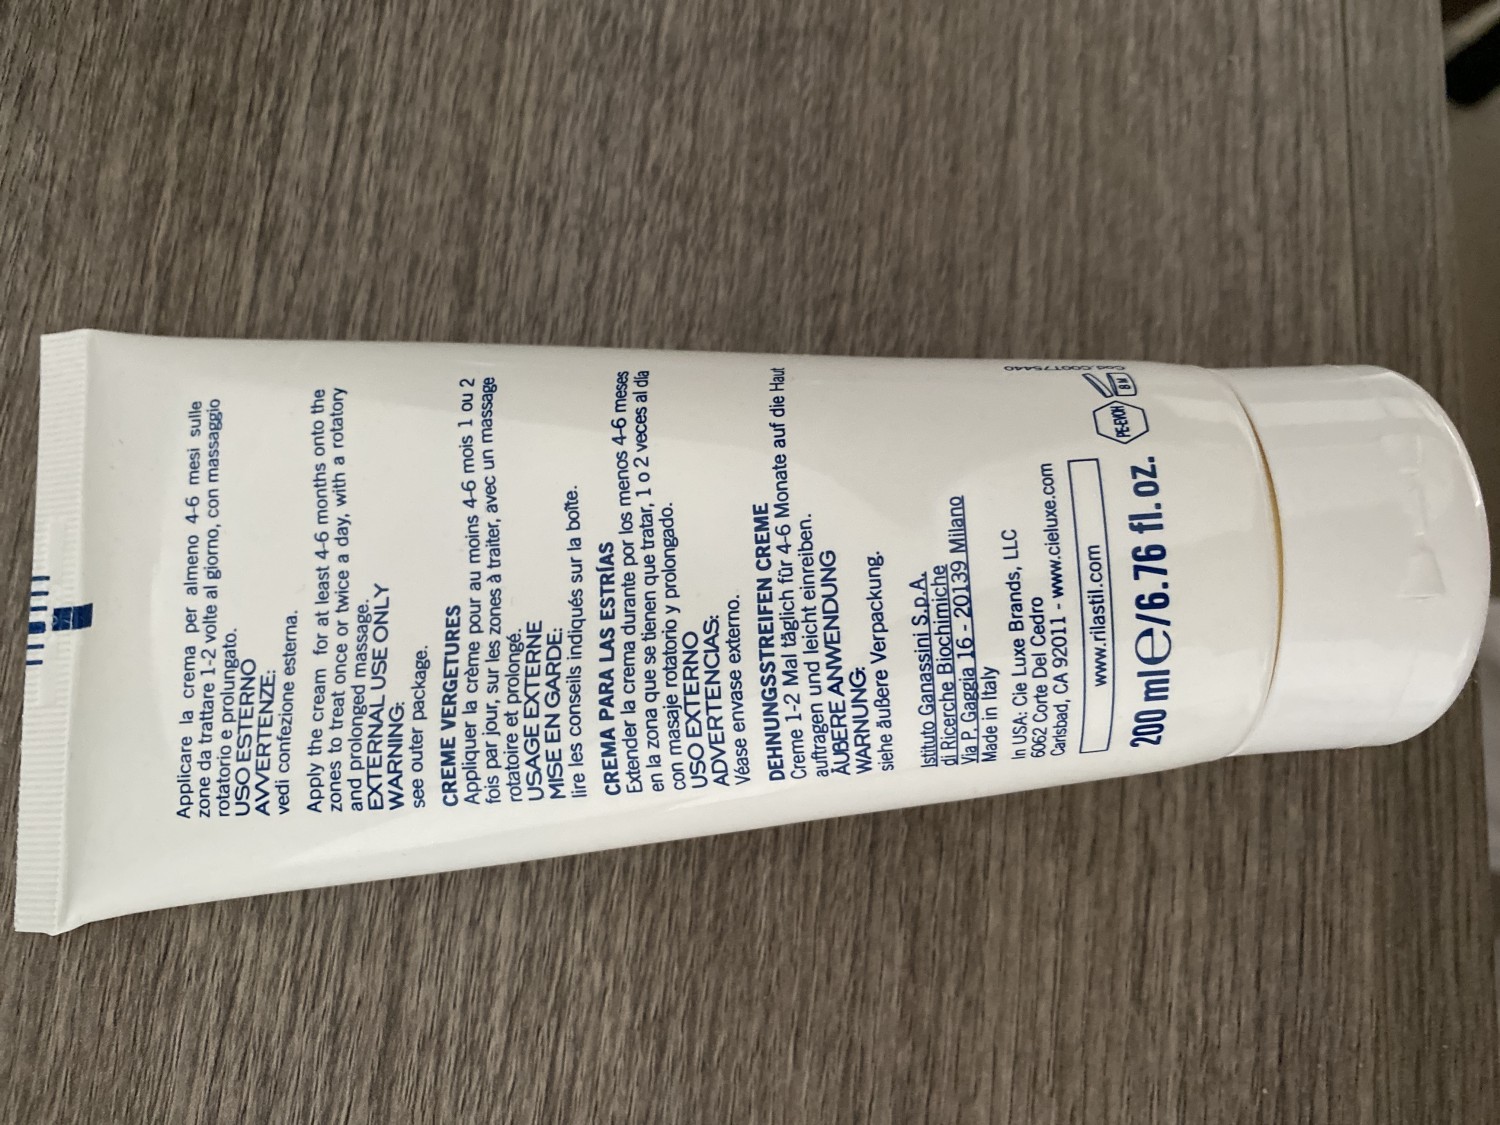 Applicare la crema per almeno 4-6 mesi sulle
zone da trattare 1-2 volte al giorno, con massaggio
rotatorio e prolungato.
USO ESTERNO
AVVERTENZE:
vedi confezione esterna.
Apply the cream for at least 4-6 months onto the
zones to treat once or twice a day, with a rotatory
and prolonged massage.
EXTERNAL USE ONLY
WARNING:
see outer package.
CREME VERGETURES
Appliquer la crème pour au moins 4-6 mois 1 ou 2
fois par jour, sur les zones à traiter, avec un massage
rotatoire et prolongé.
USAGE EXTERNE
MISE EN GARDE:
lire les conseils indiqués sur la boîte.
CREMA PARA LAS ESTRÍAS
Extender la crema durante por los menos 4-6 meses
en la zona que se tienen que tratar, 1 o 2 veces al día
con masaje rotatorio y prolongado.
USO EXTERNO
ADVERTENCIAS:
Véase envase externo.
DEHNUNGSSTREIFEN CREME
Creme 1-2 Mal täglich für 4-6 Monate auf die Haut
auftragen und leicht einreiben.
ÄUßERE ANWENDUNG
WARNUNG:
siehe äußere Verpackung.
Istituto Ganassini S.p.A.
di Ricerche Biochimiche
Via P. Gaggia 16 - 20139 Milano
Made in Italy
In USA: Cie Luxe Brands, LLC
6062 Corte Del Cedro
Carlsbad, CA 92011 - www.cieluxe.com
www.rilastil.com
200 ml℮/6.76 fl. oz.
PE-EVOH
8 M
Cod. C00T75440